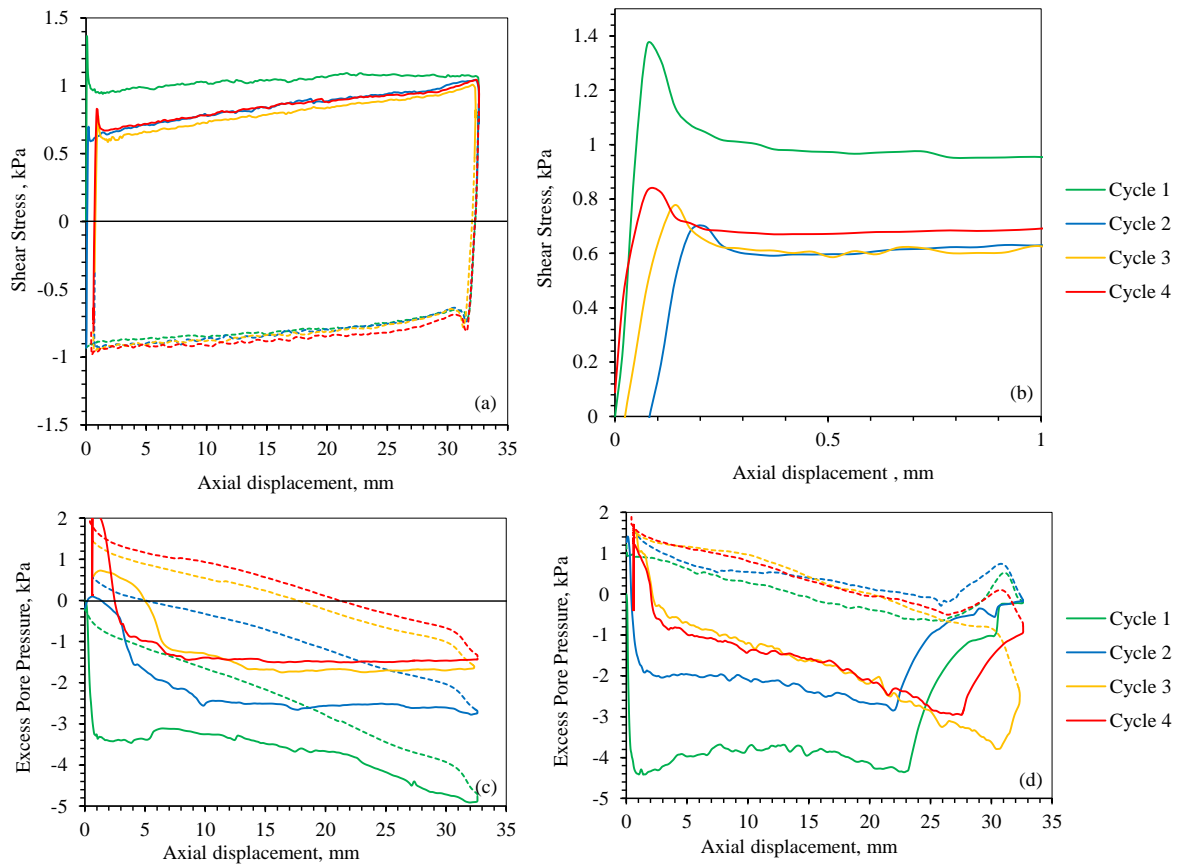 1.5
1
0.5
0
-0.5
-1
-1.5
0 5 10 15 20 25 30 35
Shear Stress , kPa
Axial displacement, mm
(a)
1.4
1.2
1
0.8
0.6
0.4
0.2
0
0 0.5 1
Shear Stress, kPa
Axial displacement , mm
(b)
Cycle 1
Cycle 2
Cycle 3
Cycle 4
2
1
0
-1
-2
-3
-4
-5
0 5 10 15 20 25 30 35
Excess Pore Pressure, kPa
Axial displacement, mm
(c)
2
1
0
-1
-2
-3
-4
-5
0 5 10 15 20 25 30 35
Excess Pore Pressure, kPa
Axial displacement, mm
(d)
Cycle 1
Cycle 2
Cycle 3
Cycle 4